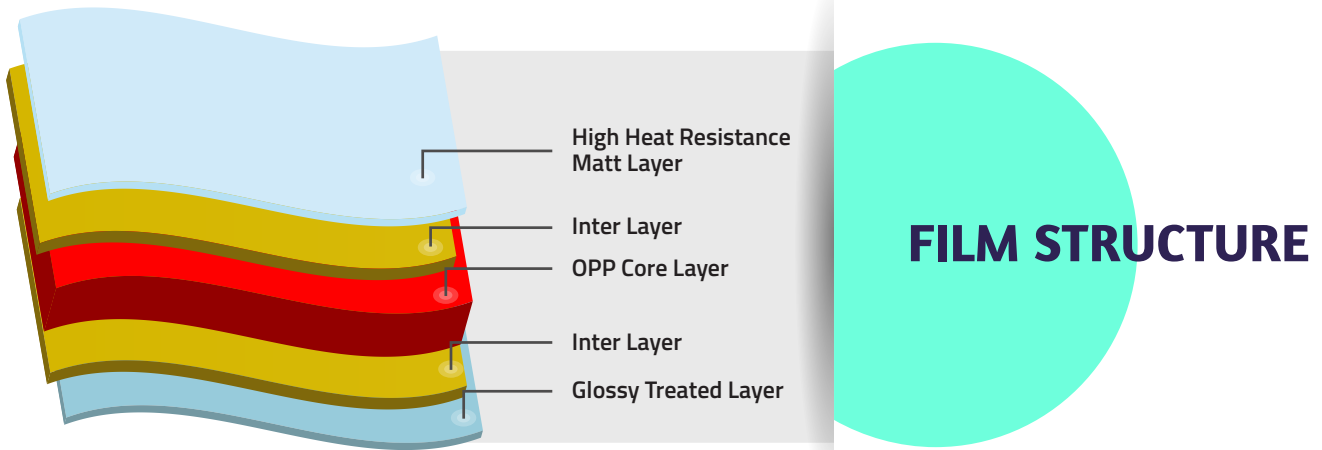 High Heat Resistance
Matt Layer
Inter Layer
OPP Core Layer
Inter Layer
Glossy Treated Layer
FILM STRUCTURE